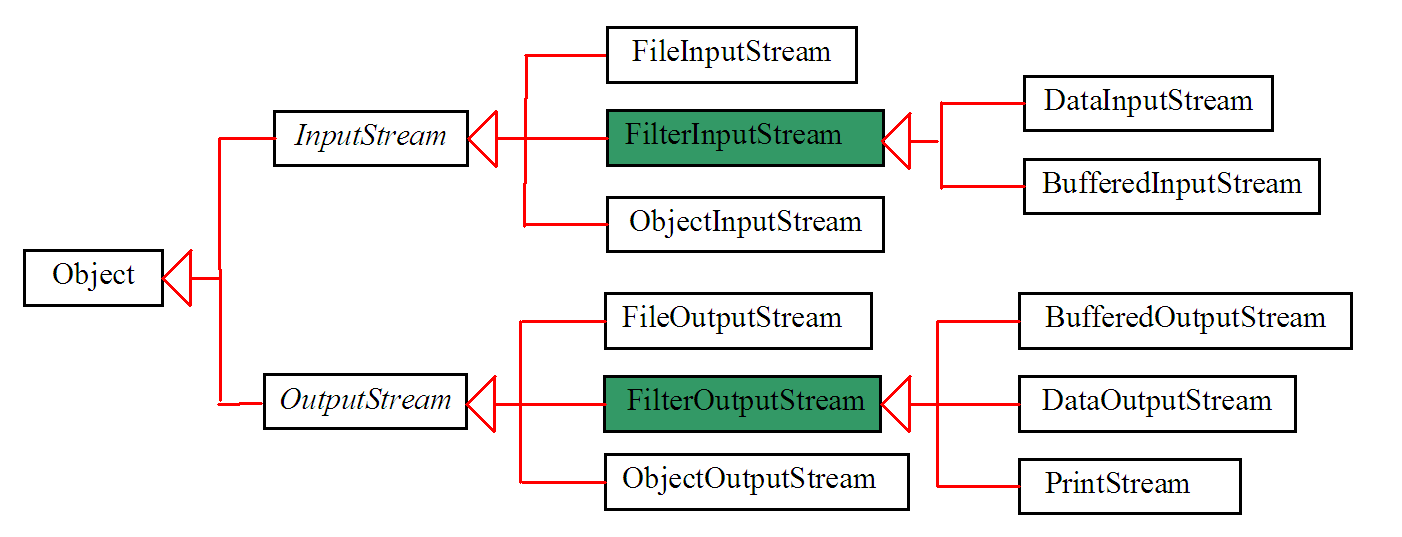 FileInputStream
DataInputStream
InputStream
FilterInputStream
BufferedInputStream
ObjectInputStream
Object
FileOutputStream
BufferedOutputStream
OutputStream
FilterOutputStream
DataOutputStream
ObjectOutputStream
PrintStream